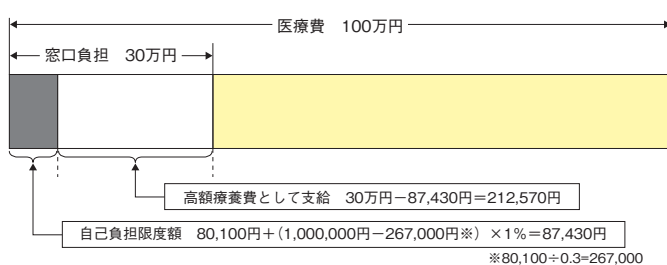 医療費　100万円
窓口負担　30万円
高額療養費として支給　30万円－87,430円＝212,570円
自己負担限度額　80,100円＋(1,000,000円－267,000円※)×1％＝87,430円
※80,100÷0.3=267,000